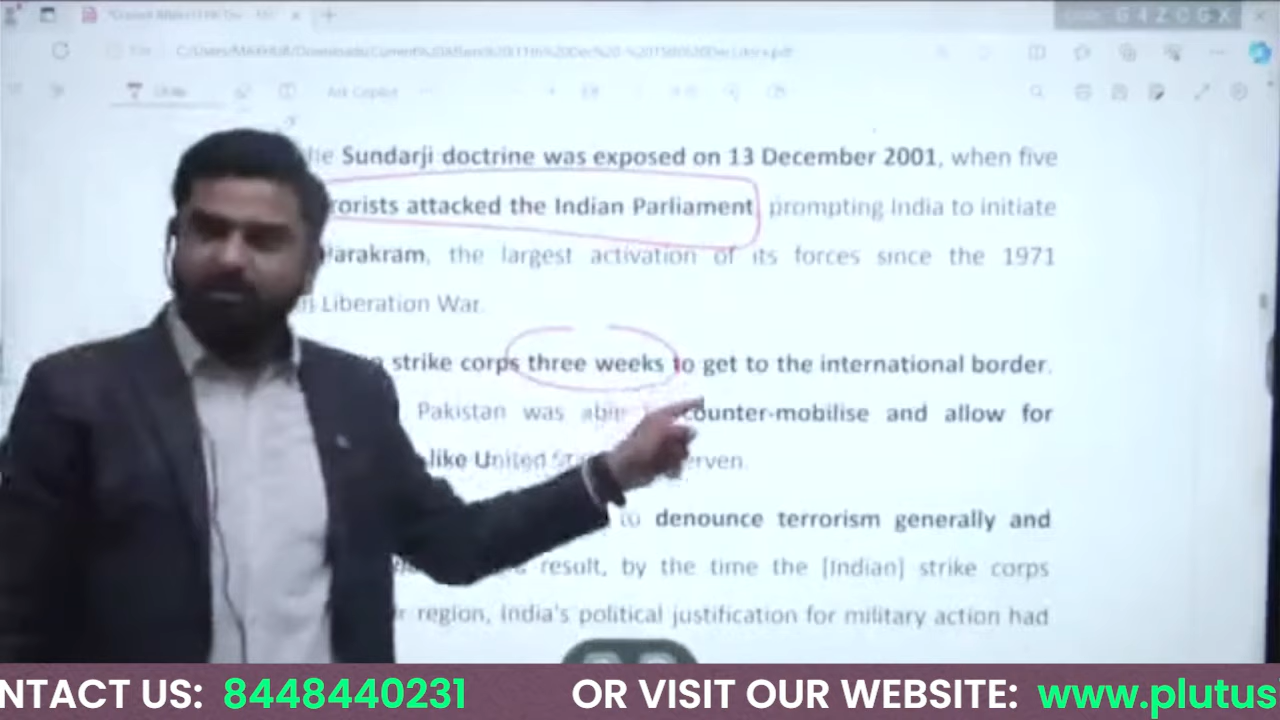 G4ZCGX
Ask Copilot
Sundarji doctrine was exposed on 13 December 2001, when five
rorists attacked the Indian Parliament prompting India to initiate
arakram, the largest activation of its forces since the 1971
Liberation War.
strike corps three weeks to get to the international border.
Pakistan was able counter-mobilise and allow for
like United
denounce terrorism generally and
result, by the time the [Indian] strike corps
region, India's political justification for military action had
NTACT US: 8448440231 OR VISIT OUR WEBSITE: www.plutus